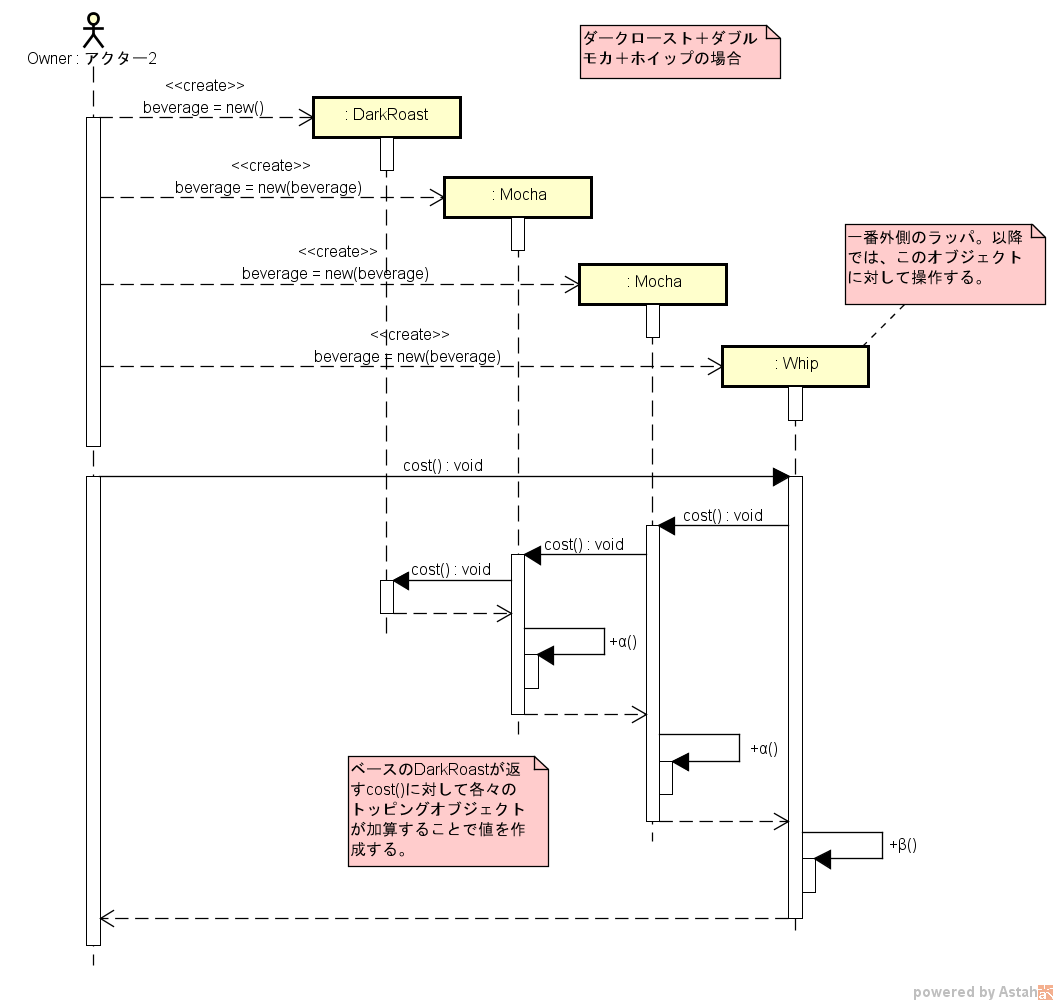 ダークロースト＋ダブル
モカ＋ホイップの場合
Owner : アクター2
<<create>>
beverage = new()
: DarkRoast
<<create>>
beverage = new(beverage)
: Mocha
一番外側のラッパ。以降
では、このオブジェクト
に対して操作する。
<<create>>
beverage = new(beverage)
: Mocha
<<create>>
beverage = new(beverage)
: Whip
cost() : void
cost() : void
cost() : void
cost() : void
+α()
+α()
ベースのDarkRoastが返
すcost()に対して各々の
トッピングオブジェクト
が加算することで値を作
成する。
+β()
powered by Astah